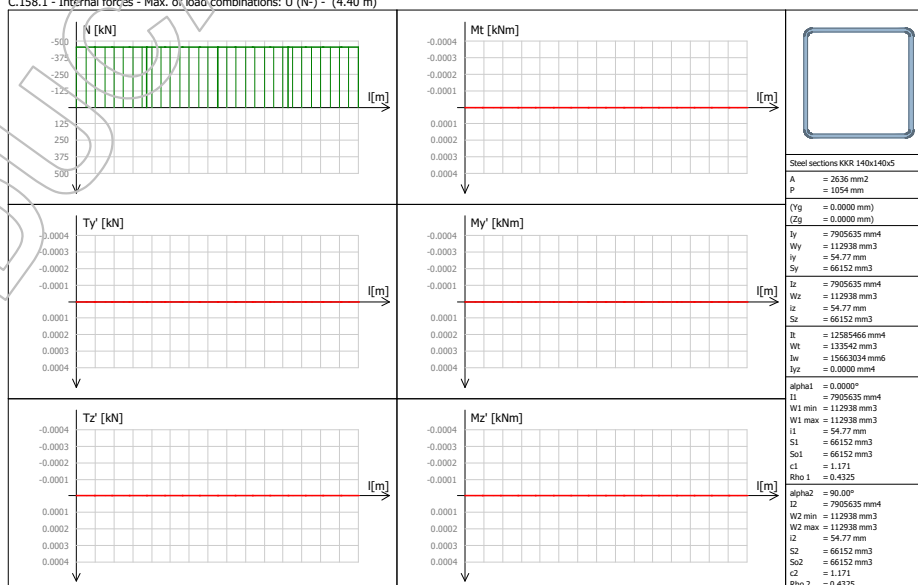 C.158.1 - Internal forces - Max. of load combinations: U (N-) - (4.40 m)
N [kN]
-500
-375
-250
-125
l[m]
125
250
375
500
Mt [kNm]
-0.0004
-0.0003
-0.0002
-0.0001
l[m]
0.0001
0.0002
0.0003
0.0004
Ty' [kN]
-0.0004
-0.0003
-0.0002
-0.0001
l[m]
0.0001
0.0002
0.0003
0.0004
My' [kNm]
-0.0004
-0.0003
-0.0002
-0.0001
l[m]
0.0001
0.0002
0.0003
0.0004
Tz' [kN]
-0.0004
-0.0003
-0.0002
-0.0001
l[m]
0.0001
0.0002
0.0003
0.0004
Mz' [kNm]
-0.0004
-0.0003
-0.0002
-0.0001
l[m]
0.0001
0.0002
0.0003
0.0004
Steel sections KKR 140x140x5
A = 2636 mm2
P = 1054 mm
(Yg = 0.0000 mm)
(Zg = 0.0000 mm)
Iy = 7905635 mm4
Wy = 112938 mm3
iy = 54.77 mm
Sy = 66152 mm3
Iz = 7905635 mm4
Wz = 112938 mm3
iz = 54.77 mm
Sz = 66152 mm3
It = 12585466 mm4
Wt = 133542 mm3
Iw = 15663034 mm6
Iyz = 0.0000 mm4
alpha1 = 0.0000°
I1 = 7905635 mm4
W1 min = 112938 mm3
W1 max = 112938 mm3
i1 = 54.77 mm
S1 = 66152 mm3
So1 = 66152 mm3
c1 = 1.171
Rho 1 = 0.4325
alpha2 = 90.00°
I2 = 7905635 mm4
W2 min = 112938 mm3
W2 max = 112938 mm3
i2 = 54.77 mm
S2 = 66152 mm3
So2 = 66152 mm3
c2 = 1.171
Rho 2 = 0.4325